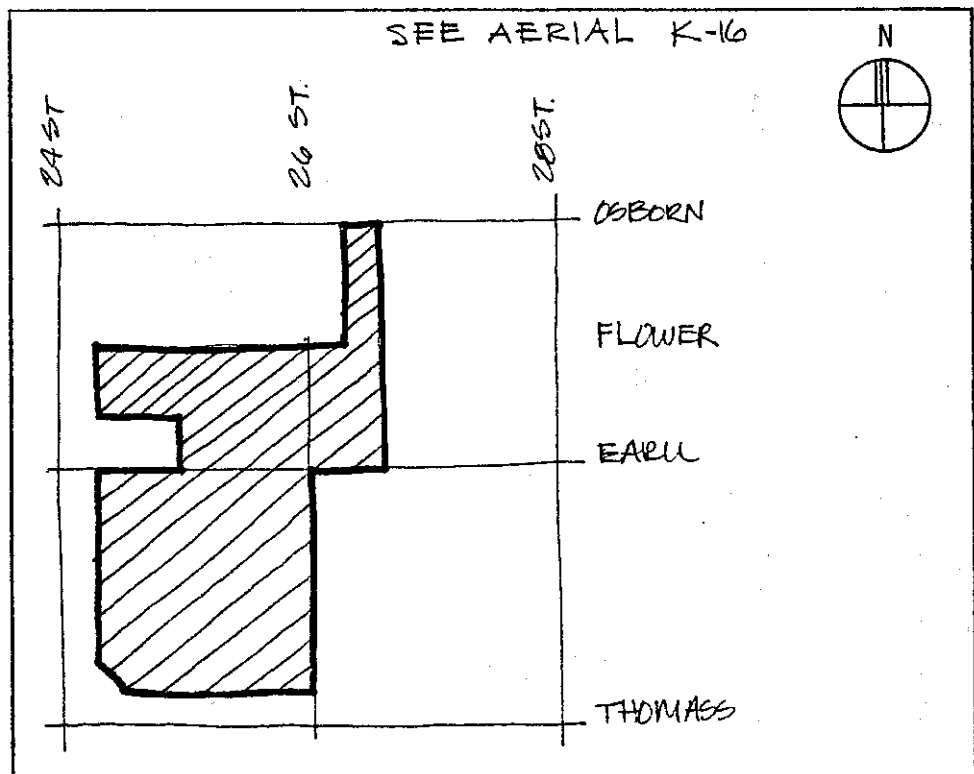 SEE AERIAL K-16
N
24 ST
26 ST.
28 ST.
OSBORN
FLOWER
EARLL
THOMASS